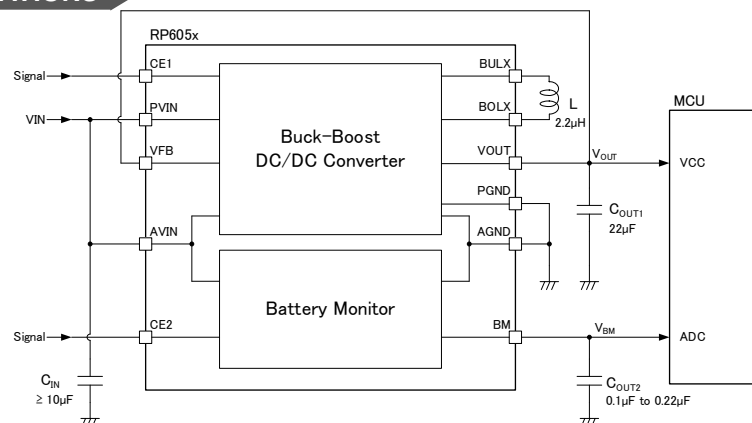 RP605x
Signal
CE1
BULX
L
2.2μH
VIN
PVIN
BOLX
MCU
Buck-Boost
DC/DC Converter
VFB
VOUT
VOUT
VCC
PGND
COUT1
22μF
AVIN
AGND
Battery Monitor
Signal
CE2
BM
VBM
ADC
CIN
≥ 10μF
COUT2
0.1μF to 0.22μF